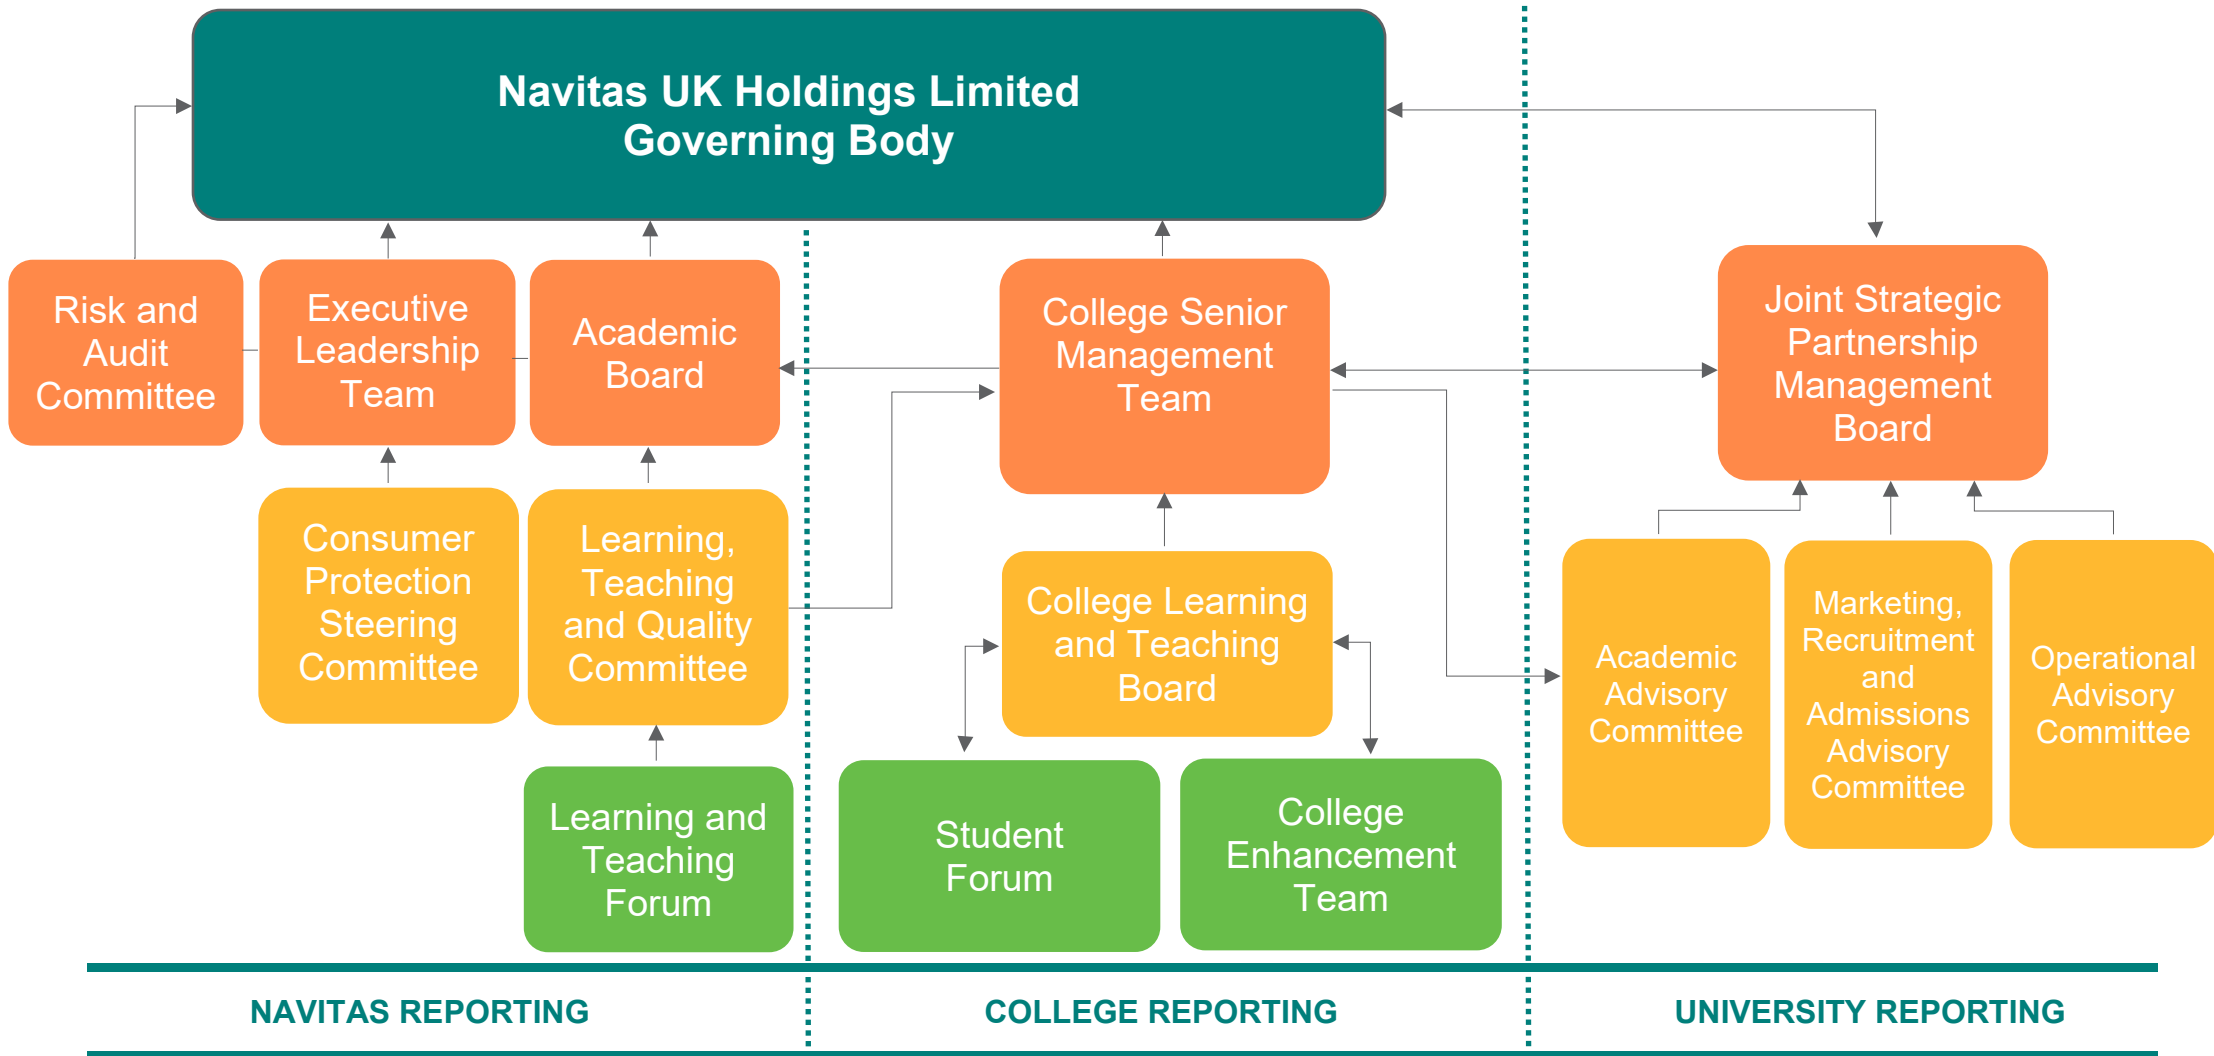 Navitas UK Holdings Limited
Governing Body
Risk and
Audit
Committee
Executive
Leadership
Team
Academic
Board
College Senior
Management
Team
Joint Strategic
Partnership
Management
Board
Consumer
Protection
Steering
Committee
Learning,
Teaching
and Quality
Committee
College Learning
and Teaching
Board
Academic
Advisory
Committee
Marketing,
Recruitment
and
Admissions
Advisory
Committee
Operational
Advisory
Committee
Learning and
Teaching
Forum
Student
Forum
College
Enhancement
Team
NAVITAS REPORTING
COLLEGE REPORTING
UNIVERSITY REPORTING